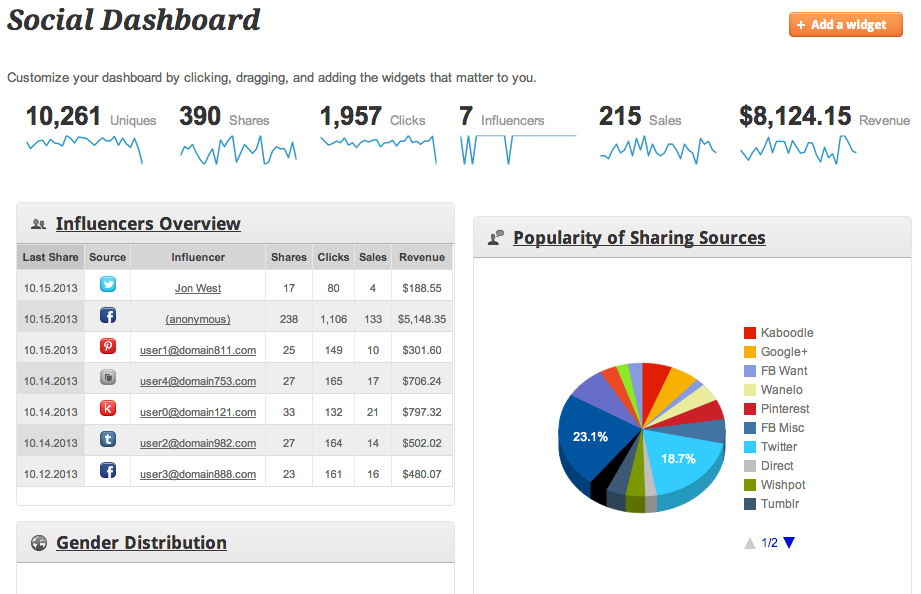 Social Dashboard
+ Add a widget
Customize your dashboard by clicking, dragging, and adding the widgets that matter to you.
10,261 Uniques 390 Shares 1,957 Clicks 7 Influencers 215 Sales $8,124.15 Revenue
Influencers Overview
Last Share Source Influencer Shares Clicks Sales Revenue
10.15.2013 Jon West 17 80 4 $188.55
10.15.2013 f (anonymous) 238 1,106 133 $5,148.35
10.15.2013 user1@domain811.com 25 149 10 $301.60
10.14.2013 user4@domain753.com 27 165 17 $706.24
10.14.2013 K user0@domain121.com 33 132 21 $797.32
10.14.2013 t user2@domain982.com 27 164 14 $502.02
10.12.2013 f user3@domain888.com 23 161 16 $480.07
Gender Distribution
Popularity of Sharing Sources
23.1%
18.7%
Kaboodle
Google+
FB Want
Wanelo
Pinterest
FB Misc
Twitter
Direct
Wishpot
Tumblr
1/2